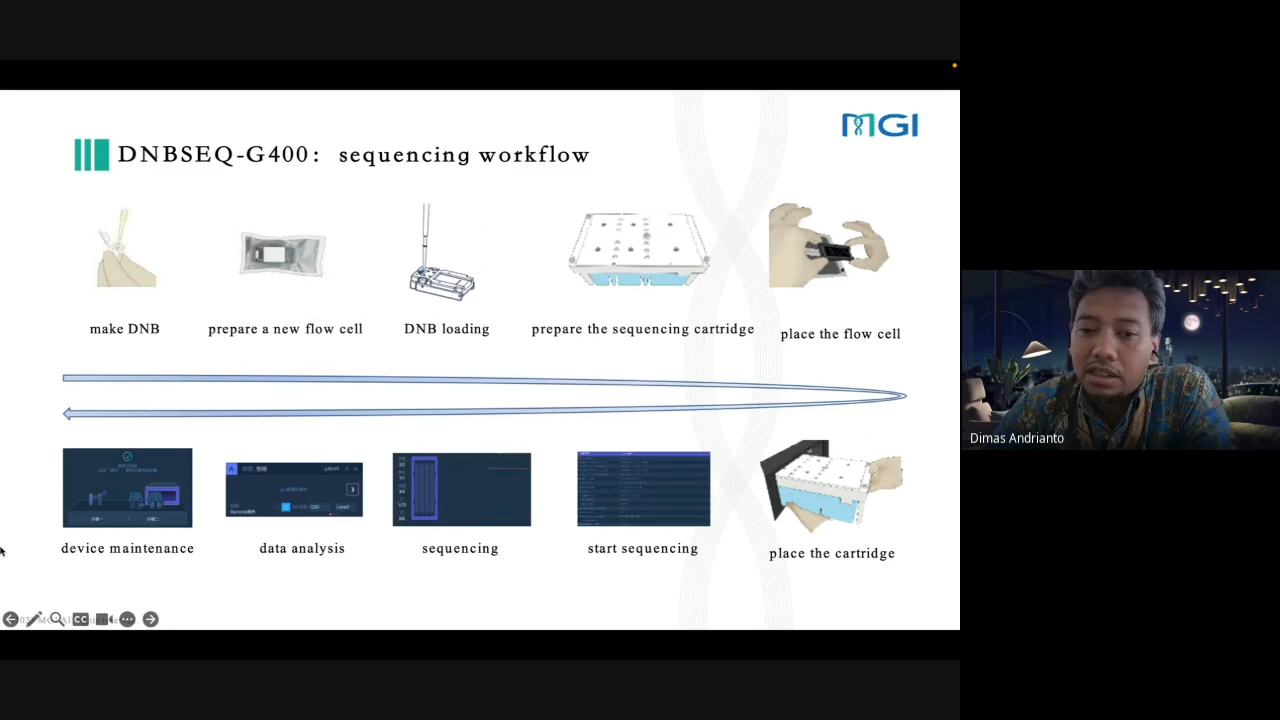 MGI
DNBSEQ-G400: sequencing workflow
make DNB
prepare a new flow cell
DNB loading
prepare the sequencing cartridge
place the flow cell
device maintenance
data analysis
sequencing
start sequencing
place the cartridge
CC
Dimas Andrianto